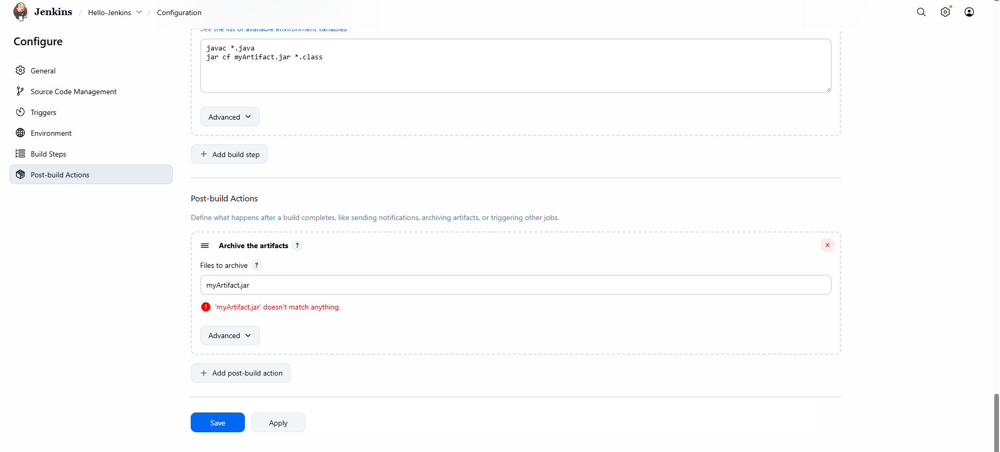 Jenkins / Hello-Jenkins / Configuration
Configure
General
Source Code Management
Triggers
Environment
Build Steps
Post-build Actions
See the list of available environment variables
javac *.java
jar cf myArtifact.jar *.class
Advanced
+ Add build step
Post-build Actions
Define what happens after a build completes, like sending notifications, archiving artifacts, or triggering other jobs.
Archive the artifacts ?
Files to archive ?
myArtifact.jar
‘myArtifact.jar’ doesn’t match anything
Advanced
+ Add post-build action
Save
Apply